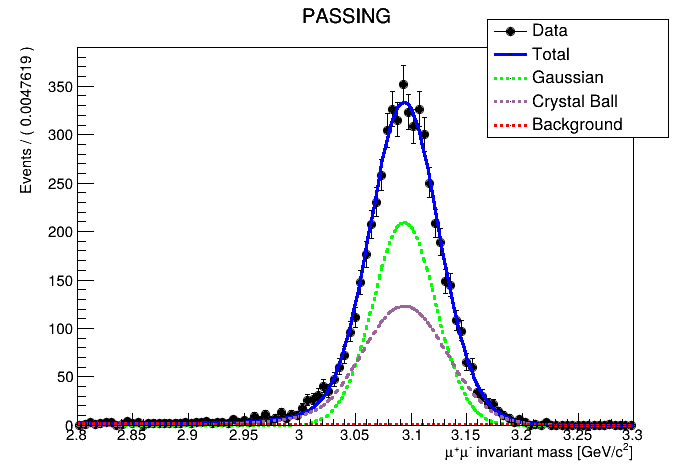 PASSING
Data
Total
Gaussian
Crystal Ball
Background
Events / ( 0.0047619 )
350
300
250
200
150
100
50
0
2.8 2.85 2.9 2.95 3 3.05 3.1 3.15 3.2 3.25 3.3
μ⁺μ⁻ invariant mass [GeV/c²]